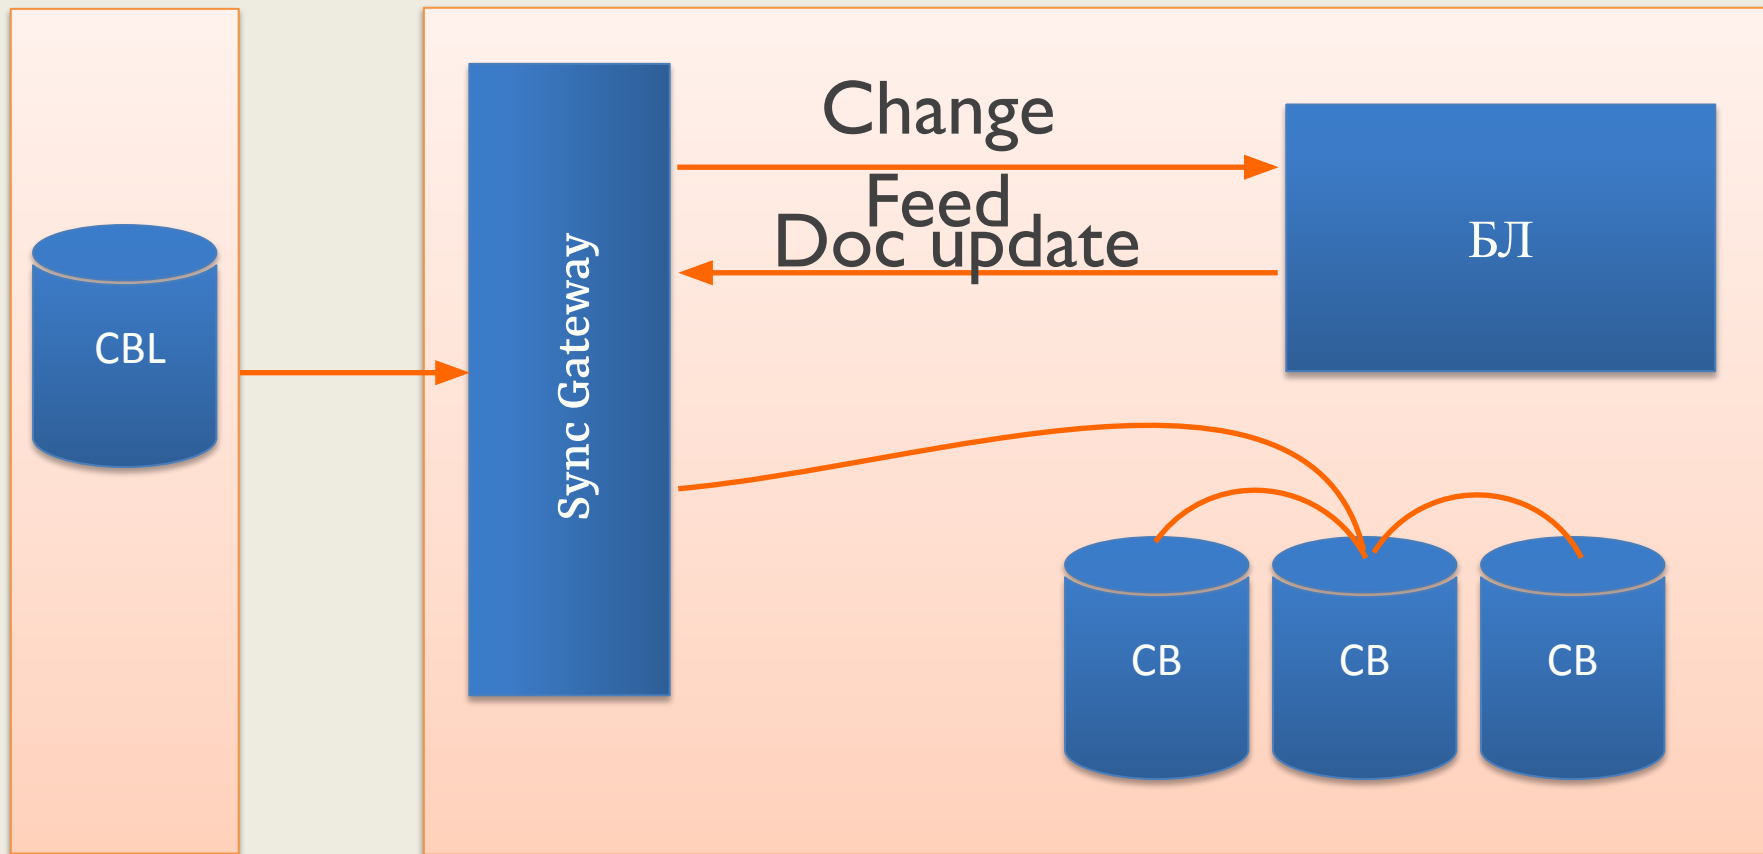 Change
Feed
Doc update
БЛ
Sync Gateway
CBL
CB
CB
CB